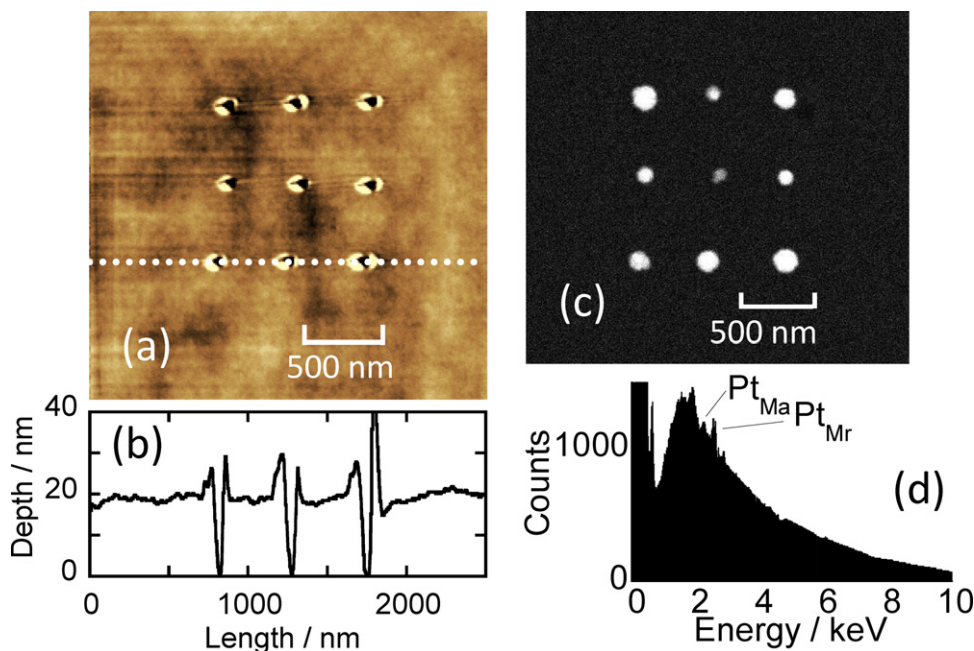 (a)
500 nm
(b)
Depth / nm
40
20
0
0
1000
2000
Length / nm
(c)
500 nm
Pt Ma
Pt Mr
(d)
Counts
1000
0
0
2
4
6
8
10
Energy / keV